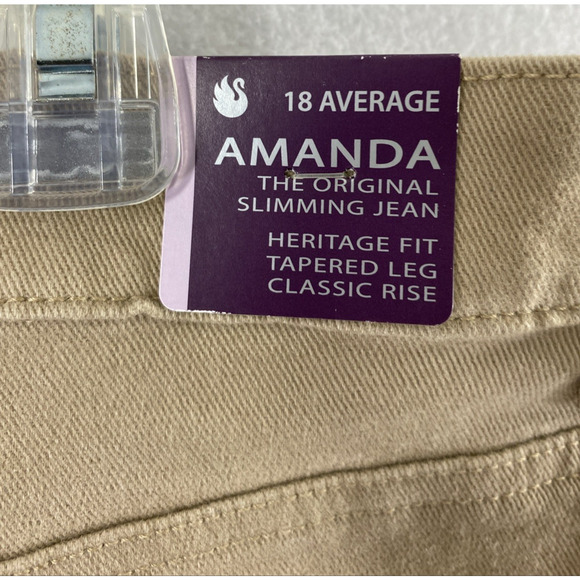 18 AVERAGE
AMANDA
THE ORIGINAL
SLIMMING JEAN
HERITAGE FIT
TAPERED LEG
CLASSIC RISE